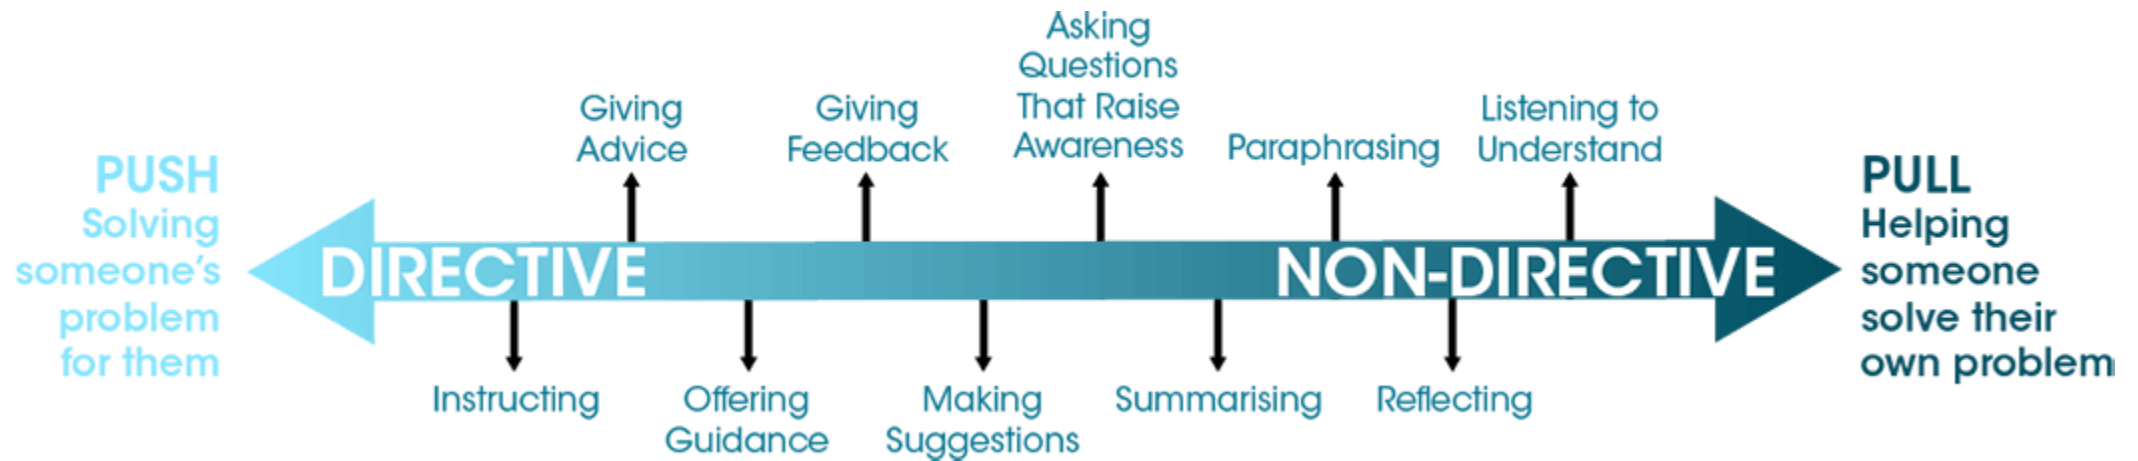 PUSH
Solving
someone's
problem
for them
DIRECTIVE
NON-DIRECTIVE
Giving
Advice
Giving
Feedback
Asking
Questions
That Raise
Awareness
Paraphrasing
Listening to
Understand
Instructing
Offering
Guidance
Making
Suggestions
Summarising
Reflecting
PULL
Helping
someone
solve their
own problem